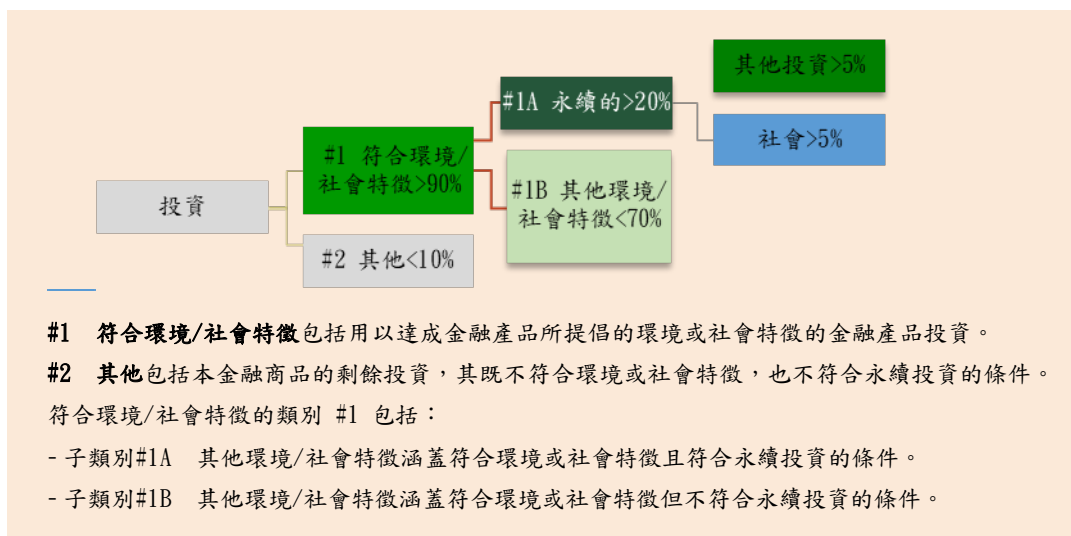 其他投資>5%
#1A 永續的>20%
社會>5%
#1 符合環境/
社會特徵>90%
#1B 其他環境/
社會特徵<70%
投資
#2 其他<10%
#1 符合環境/社會特徵包括用以達成金融產品所提倡的環境或社會特徵的金融產品投資。
#2 其他包括本金融商品的剩餘投資,其既不符合環境或社會特徵,也不符合永續投資的條件。
符合環境/社會特徵的類別 #1 包括:
- 子類別#1A 其他環境/社會特徵涵蓋符合環境或社會特徵且符合永續投資的條件。
- 子類別#1B 其他環境/社會特徵涵蓋符合環境或社會特徵但不符合永續投資的條件。